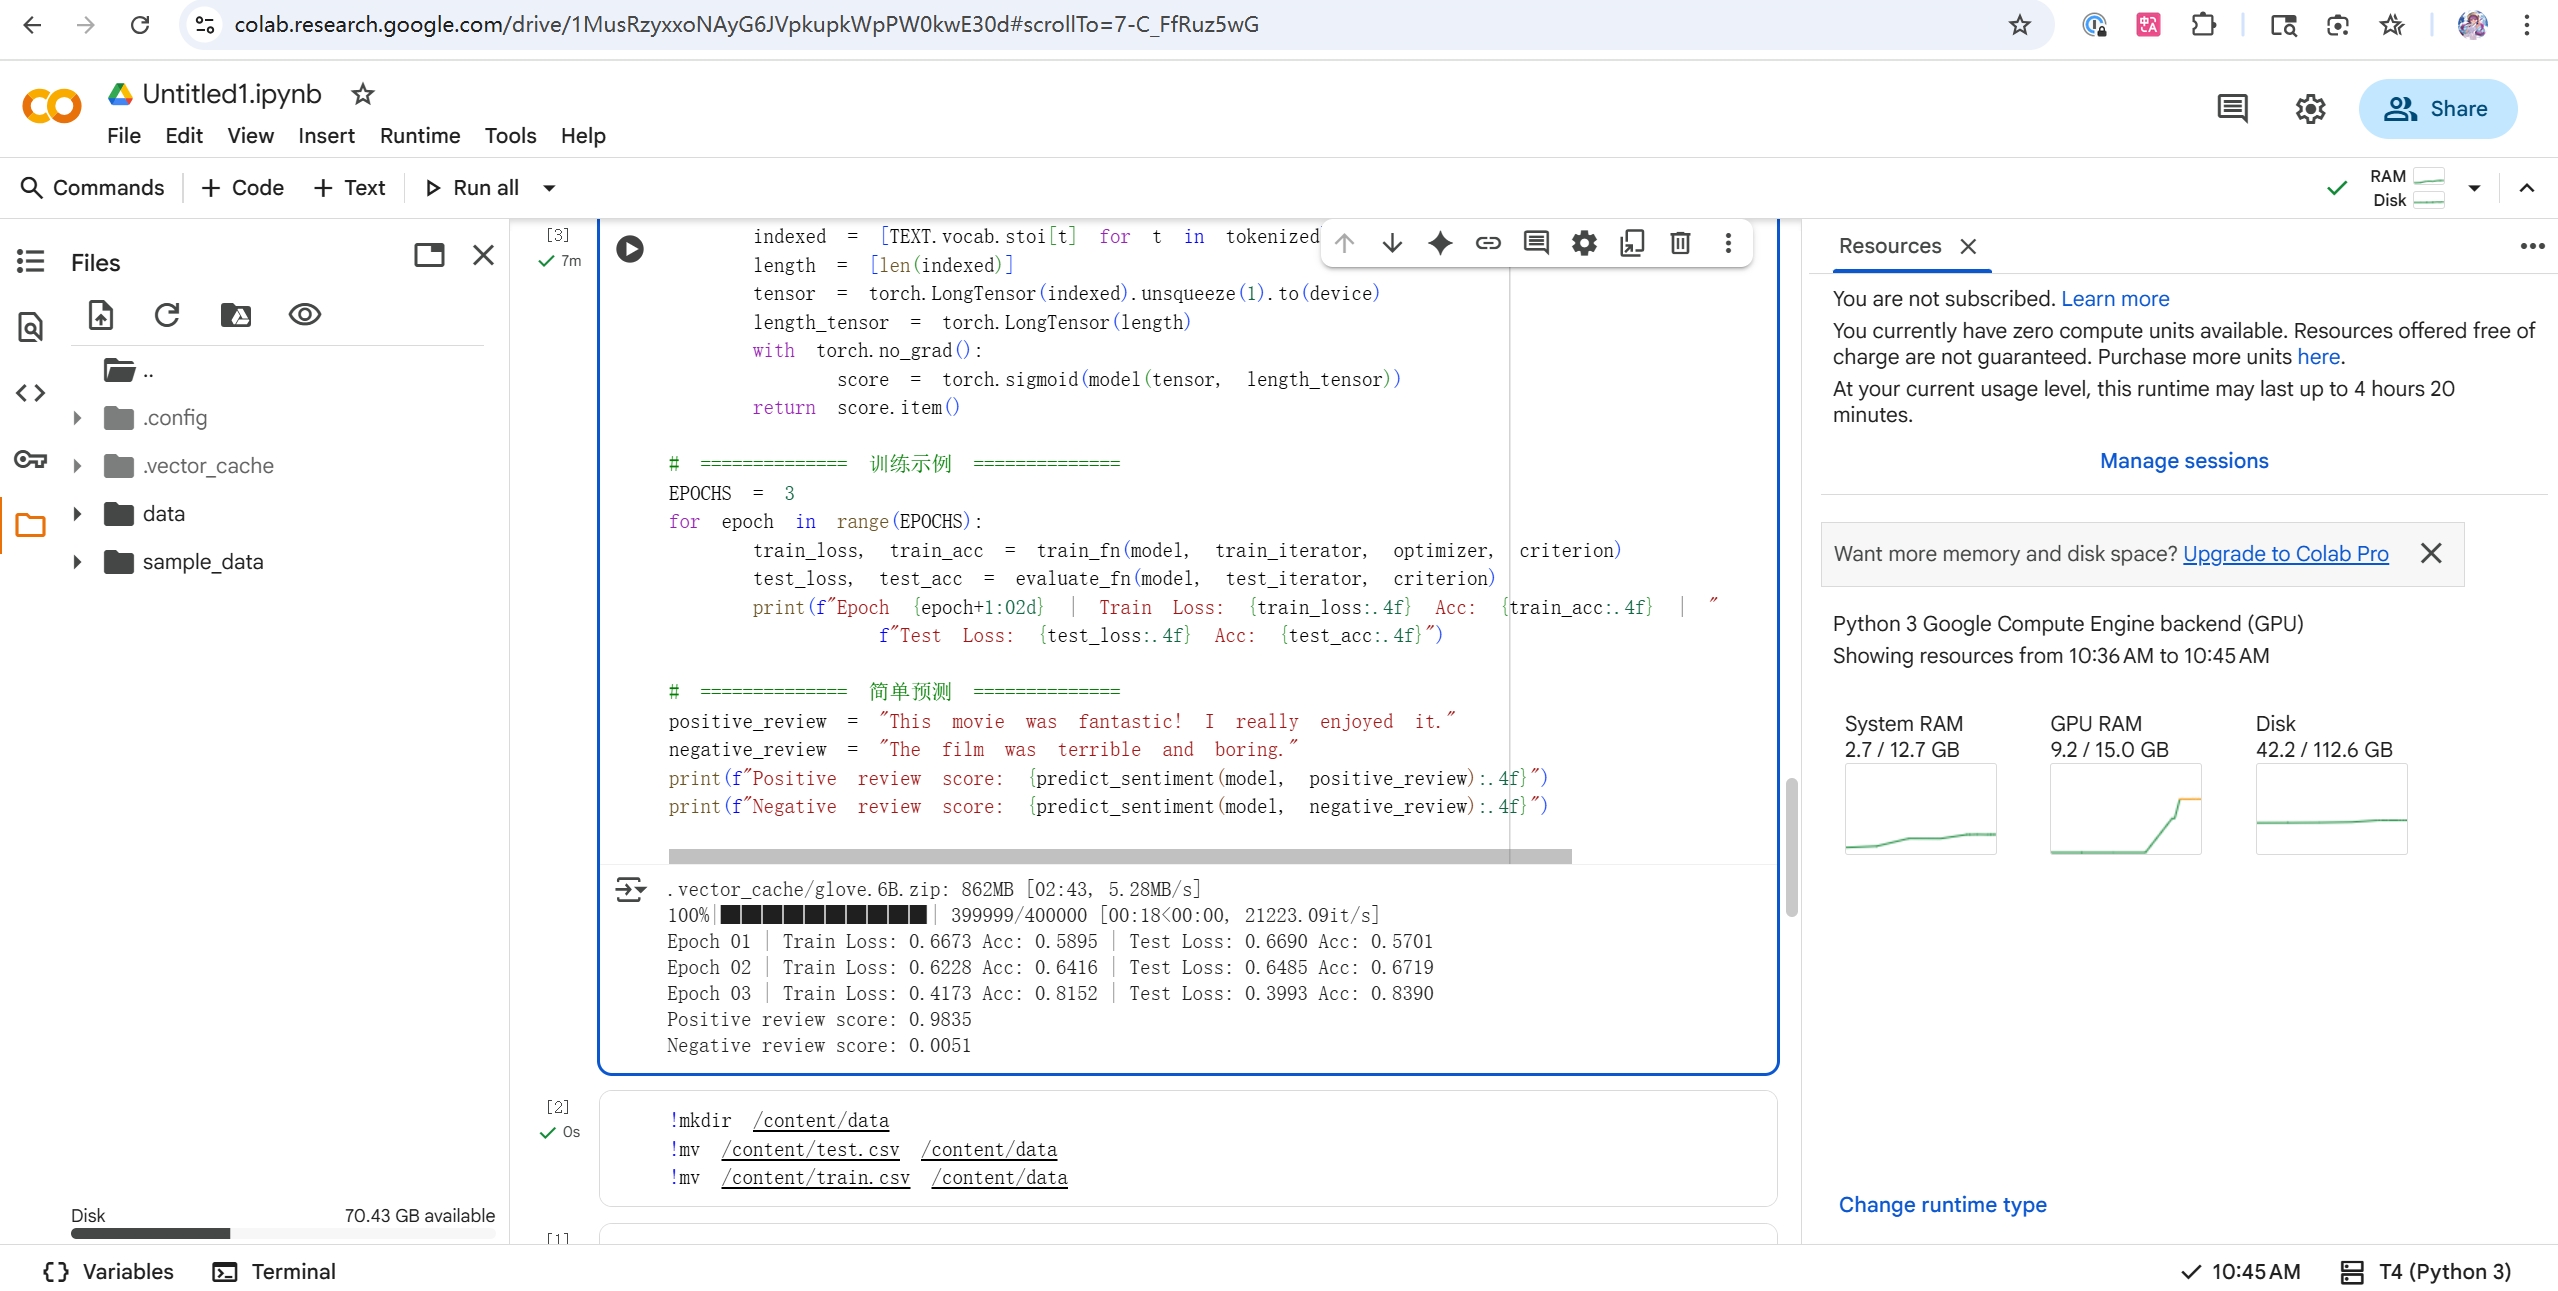 colab.research.google.com/drive/1MusRzyxxoNAyG6JVpkupkWpPW0kwE30d#scrollTo=7-C_FfRuz5wG
Untitled1.ipynb
File Edit View Insert Runtime Tools Help
Share
Commands + Code + Text Run all
RAM
Disk
Files
..
.config
.vector_cache
data
sample_data
Disk 70.43 GB available
[3]
7m
indexed = [TEXT.vocab.stoi[t] for t in tokenized
length = [len(indexed)]
tensor = torch.LongTensor(indexed).unsqueeze(1).to(device)
length_tensor = torch.LongTensor(length)
with torch.no_grad():
score = torch.sigmoid(model(tensor, length_tensor))
return score.item()
# ============== 训练示例 ==============
EPOCHS = 3
for epoch in range(EPOCHS):
train_loss, train_acc = train_fn(model, train_iterator, optimizer, criterion)
test_loss, test_acc = evaluate_fn(model, test_iterator, criterion)
print(f"Epoch {epoch+1:02d} | Train Loss: {train_loss:.4f} Acc: {train_acc:.4f} | "
f"Test Loss: {test_loss:.4f} Acc: {test_acc:.4f}")
# ============== 简单预测 ==============
positive_review = "This movie was fantastic! I really enjoyed it."
negative_review = "The film was terrible and boring."
print(f"Positive review score: {predict_sentiment(model, positive_review):.4f}")
print(f"Negative review score: {predict_sentiment(model, negative_review):.4f}")
.vector_cache/glove.6B.zip: 862MB [02:43, 5.28MB/s]
100%|██████████| 399999/400000 [00:18<00:00, 21223.09it/s]
Epoch 01 | Train Loss: 0.6673 Acc: 0.5895 | Test Loss: 0.6690 Acc: 0.5701
Epoch 02 | Train Loss: 0.6228 Acc: 0.6416 | Test Loss: 0.6485 Acc: 0.6719
Epoch 03 | Train Loss: 0.4173 Acc: 0.8152 | Test Loss: 0.3993 Acc: 0.8390
Positive review score: 0.9835
Negative review score: 0.0051
[2]
0s
!mkdir /content/data
!mv /content/test.csv /content/data
!mv /content/train.csv /content/data
[1]
Resources
You are not subscribed. Learn more
You currently have zero compute units available. Resources offered free of
charge are not guaranteed. Purchase more units here.
At your current usage level, this runtime may last up to 4 hours 20
minutes.
Manage sessions
Want more memory and disk space? Upgrade to Colab Pro
Python 3 Google Compute Engine backend (GPU)
Showing resources from 10:36 AM to 10:45 AM
System RAM
2.7 / 12.7 GB
GPU RAM
9.2 / 15.0 GB
Disk
42.2 / 112.6 GB
Change runtime type
Variables Terminal
10:45 AM T4 (Python 3)